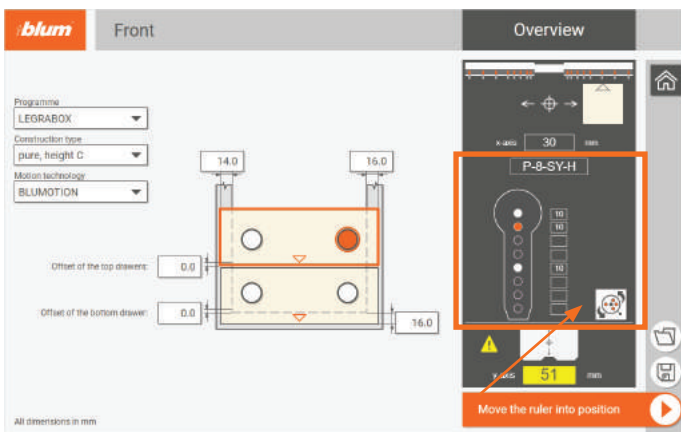 blum
Front
Overview
Programme
LEGRABOX
Construction type
pure, height C
Motion technology
BLUMOTION
14.0
16.0
Offset of the top drawers:
0.0
Offset of the bottom drawer:
0.0
16.0
All dimensions in mm
x-axis
30
mm
P-8-SY-H
10
10
10
y-axis
51
mm
Move the ruler into position